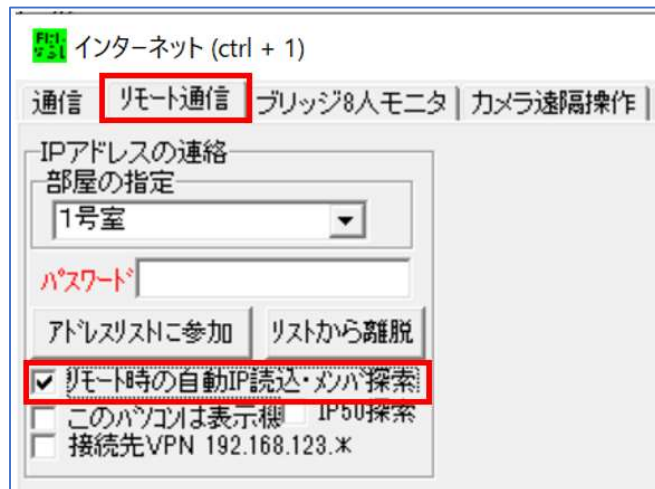 インターネット (ctrl + 1)
通信 リモート通信 ブリッジ8人モニタ カメラ遠隔操作
IPアドレスの連絡
部屋の指定
1号室
パスワード
アドレスリストに参加 リストから離脱
リモート時の自動IP読込・メンバ探索
このパソコンは表示機 IP50探索
接続先VPN 192.168.123.*